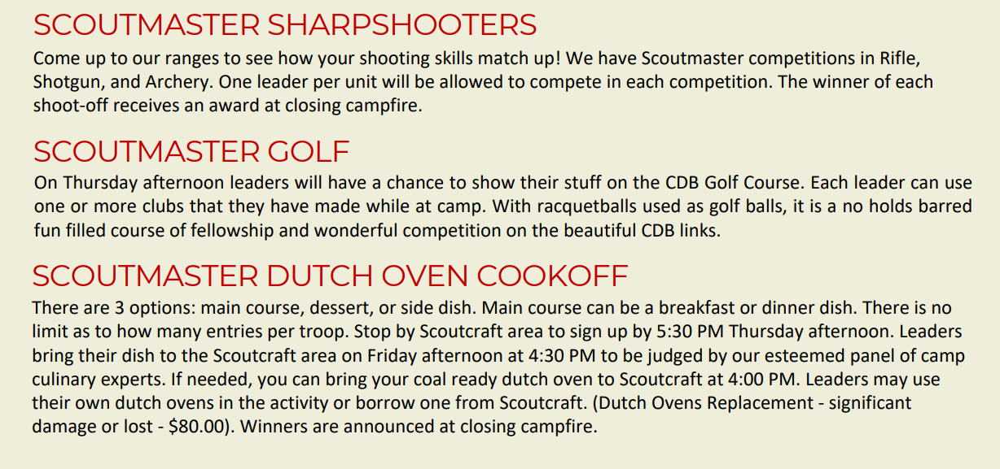 SCOUTMASTER SHARPSHOOTERS
Come up to our ranges to see how your shooting skills match up! We have Scoutmaster competitions in Rifle,
Shotgun, and Archery. One leader per unit will be allowed to compete in each competition. The winner of each
shoot-off receives an award at closing campfire.
SCOUTMASTER GOLF
On Thursday afternoon leaders will have a chance to show their stuff on the CDB Golf Course. Each leader can use
one or more clubs that they have made while at camp. With racquetballs used as golf balls, it is a no holds barred
fun filled course of fellowship and wonderful competition on the beautiful CDB links.
SCOUTMASTER DUTCH OVEN COOKOFF
There are 3 options: main course, dessert, or side dish. Main course can be a breakfast or dinner dish. There is no
limit as to how many entries per troop. Stop by Scoutcraft area to sign up by 5:30 PM Thursday afternoon. Leaders
bring their dish to the Scoutcraft area on Friday afternoon at 4:30 PM to be judged by our esteemed panel of camp
culinary experts. If needed, you can bring your coal ready dutch oven to Scoutcraft at 4:00 PM. Leaders may use
their own dutch ovens in the activity or borrow one from Scoutcraft. (Dutch Ovens Replacement - significant
damage or lost - $80.00). Winners are announced at closing campfire.